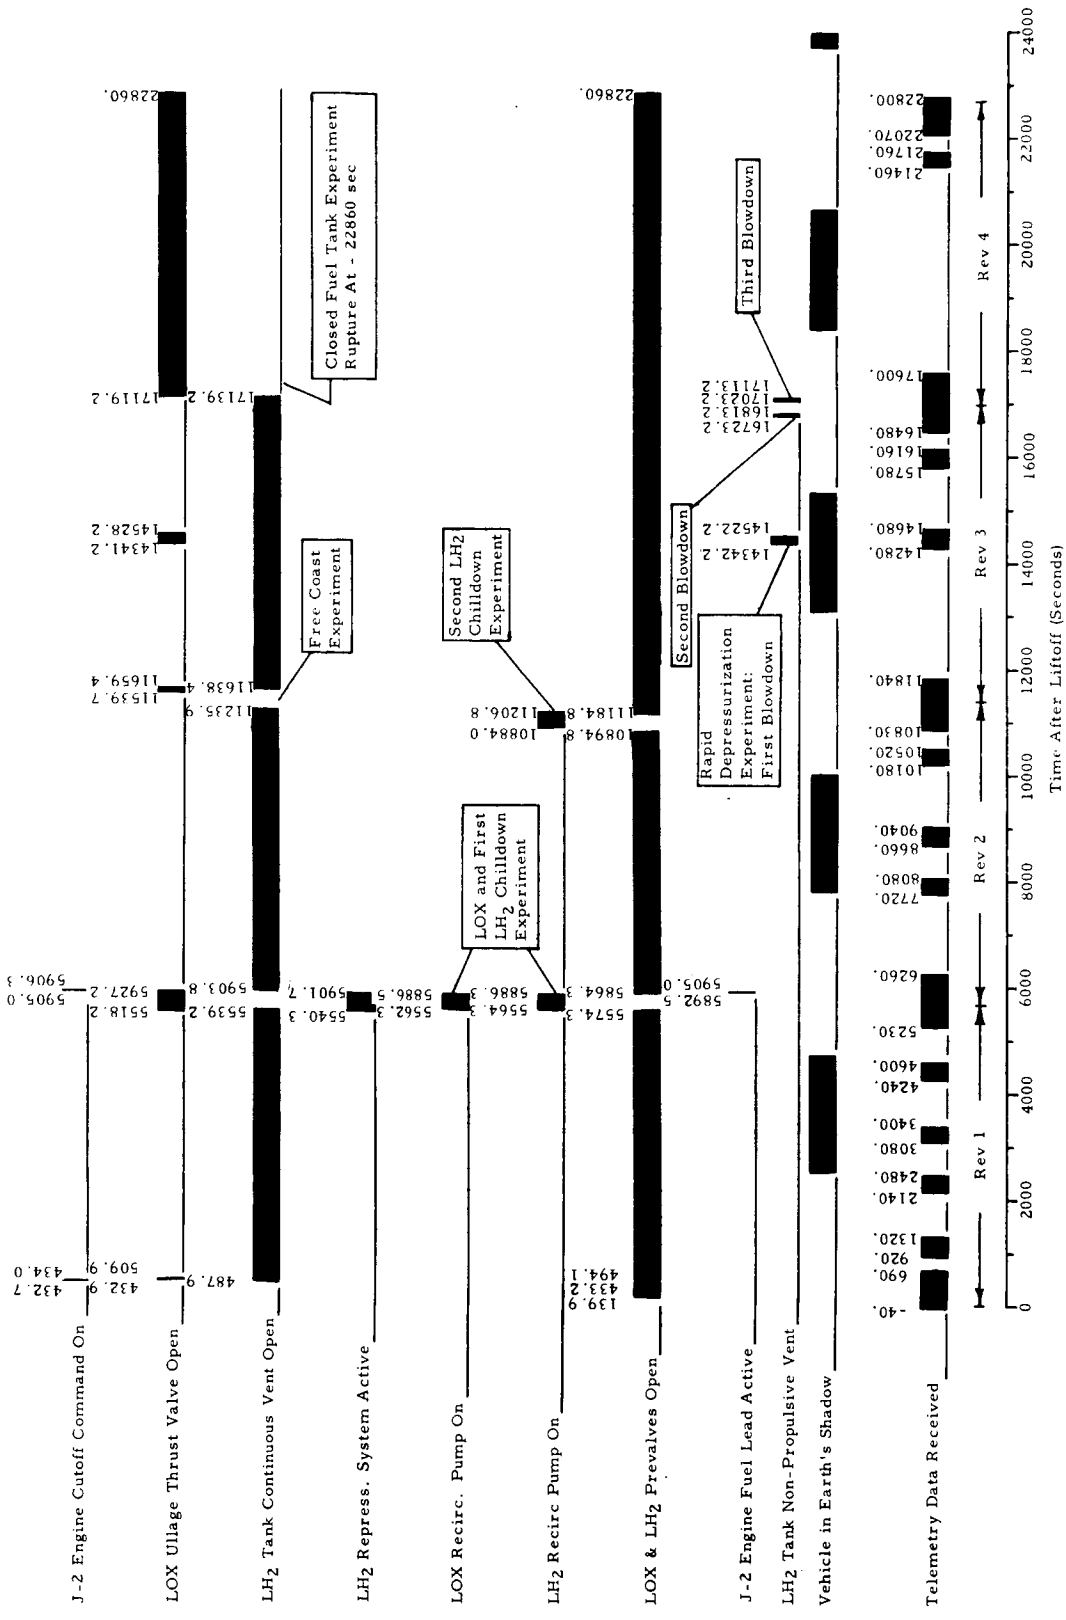 J-2 Engine Cutoff Command On
432.7
434.0
5905.0
5906.3
LOX Ullage Thrust Valve Open
432.9
509.9
5518.2
5927.2
11539.7
11659.4
14341.2
14528.2
17119.2
22860.
LH2 Tank Continuous Vent Open
487.9
5539.2
5903.8
11235.9
11638.4
17139.2
Free Coast
Experiment
Closed Fuel Tank Experiment
Rupture At - 22860 sec
LH2 Repress. System Active
5540.3
5901.7
LOX Recirc. Pump On
5562.3
5886.5
LOX and First
LH2 Chilldown
Experiment
LH2 Recirc Pump On
5564.3
5886.3
10884.0
11206.8
Second LH2
Chilldown
Experiment
LOX & LH2 Prevalves Open
139.9
433.2
494.1
5574.3
5864.3
10894.8
11184.8
22860.
J-2 Engine Fuel Lead Active
5892.5
5905.0
LH2 Tank Non-Propulsive Vent
14342.2
14522.2
16723.2
16813.2
17023.2
17113.2
Rapid
Depressurization
Experiment:
First Blowdown
Second Blowdown
Third Blowdown
Vehicle in Earth's Shadow
Telemetry Data Received
-40.
690.
920.
1320.
2140.
2480.
3080.
3400.
4240.
4600.
5230.
6260.
7720.
8080.
8660.
9040.
10180.
10520.
10830.
11840.
14280.
14680.
15780.
16160.
16480.
17600.
21460.
21760.
22070.
22800.
Rev 1
Rev 2
Rev 3
Rev 4
0
2000
4000
6000
8000
10000
12000
14000
16000
18000
20000
22000
24000
Time After Liftoff (Seconds)